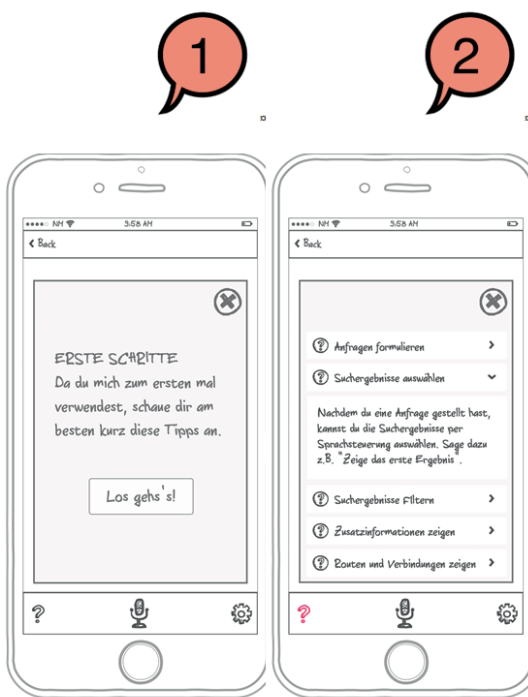 1
2
NM 3:58 AM
< Back
ERSTE SCHRITTE
Da du mich zum ersten mal
verwendest, schaue dir am
besten kurz diese Tipps an.
Los gehs's!
?
NM 3:58 AM
< Back
? Anfragen formulieren >
? Suchergebnisse auswählen
Nachdem du eine Anfrage gestellt hast,
kannst du die Suchergebnisse per
Sprachsteuerung auswählen. Sage dazu
z.B. "Zeige das erste Ergebnis".
? Suchergebnisse Filtern >
? Zusatzinformationen zeigen >
? Routen und Verbindungen zeigen >
?